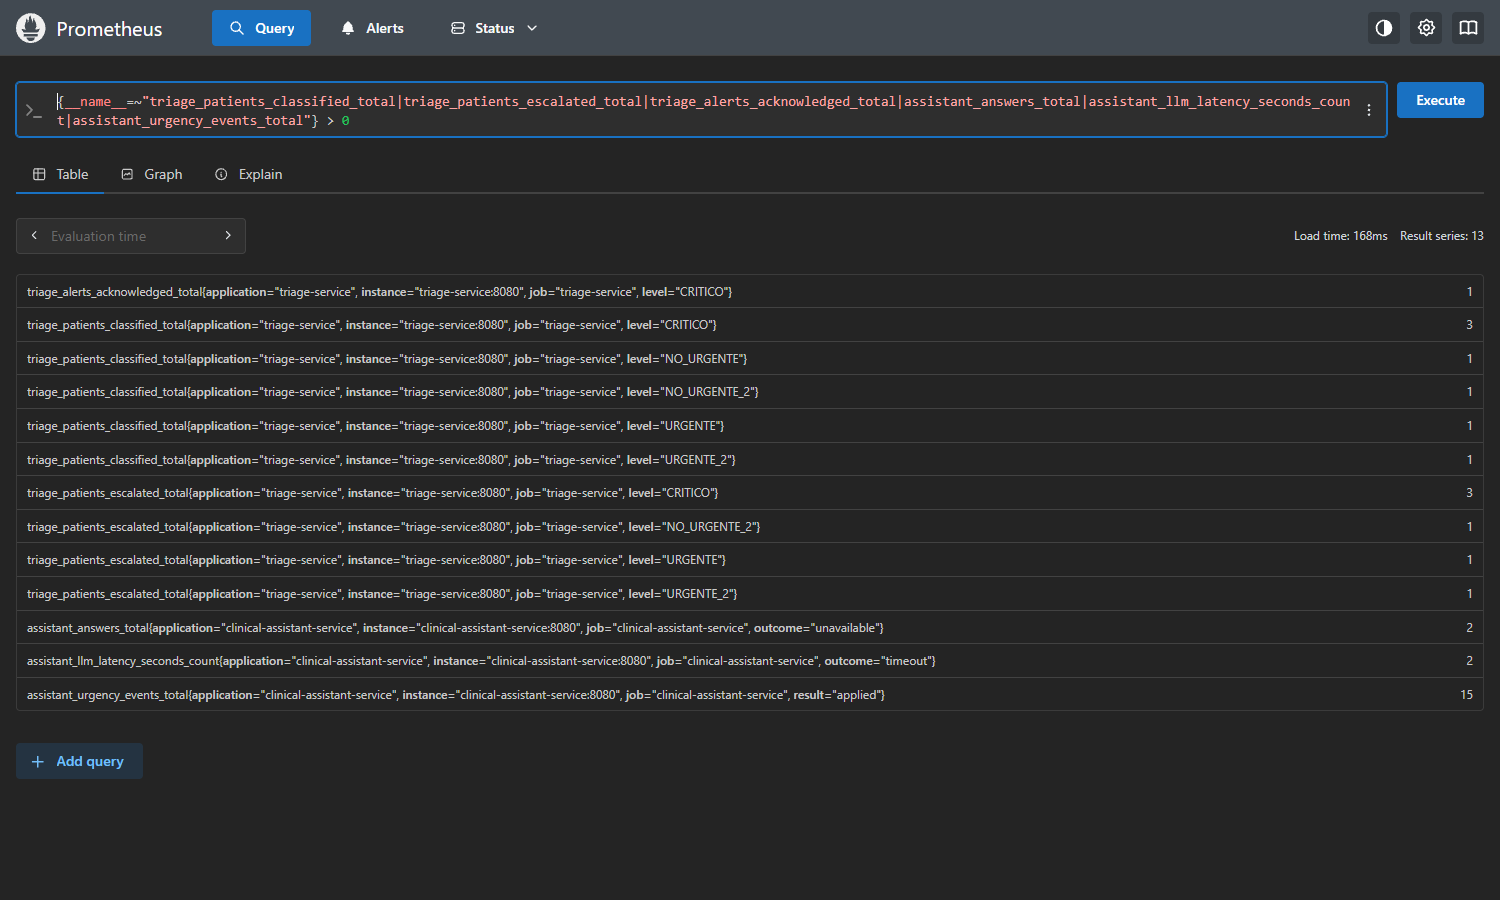 Prometheus
Query
Alerts
Status
{__name__=~"triage_patients_classified_total|triage_patients_escalated_total|triage_alerts_acknowledged_total|assistant_answers_total|assistant_llm_latency_seconds_coun
t|assistant_urgency_events_total"} > 0
Execute
Table
Graph
Explain
Evaluation time
Load time: 168ms Result series: 13
triage_alerts_acknowledged_total{application="triage-service", instance="triage-service:8080", job="triage-service", level="CRITICO"} 1
triage_patients_classified_total{application="triage-service", instance="triage-service:8080", job="triage-service", level="CRITICO"} 3
triage_patients_classified_total{application="triage-service", instance="triage-service:8080", job="triage-service", level="NO_URGENTE"} 1
triage_patients_classified_total{application="triage-service", instance="triage-service:8080", job="triage-service", level="NO_URGENTE_2"} 1
triage_patients_classified_total{application="triage-service", instance="triage-service:8080", job="triage-service", level="URGENTE"} 1
triage_patients_classified_total{application="triage-service", instance="triage-service:8080", job="triage-service", level="URGENTE_2"} 1
triage_patients_escalated_total{application="triage-service", instance="triage-service:8080", job="triage-service", level="CRITICO"} 3
triage_patients_escalated_total{application="triage-service", instance="triage-service:8080", job="triage-service", level="NO_URGENTE_2"} 1
triage_patients_escalated_total{application="triage-service", instance="triage-service:8080", job="triage-service", level="URGENTE"} 1
triage_patients_escalated_total{application="triage-service", instance="triage-service:8080", job="triage-service", level="URGENTE_2"} 1
assistant_answers_total{application="clinical-assistant-service", instance="clinical-assistant-service:8080", job="clinical-assistant-service", outcome="unavailable"} 2
assistant_llm_latency_seconds_count{application="clinical-assistant-service", instance="clinical-assistant-service:8080", job="clinical-assistant-service", outcome="timeout"} 2
assistant_urgency_events_total{application="clinical-assistant-service", instance="clinical-assistant-service:8080", job="clinical-assistant-service", result="applied"} 15
Add query